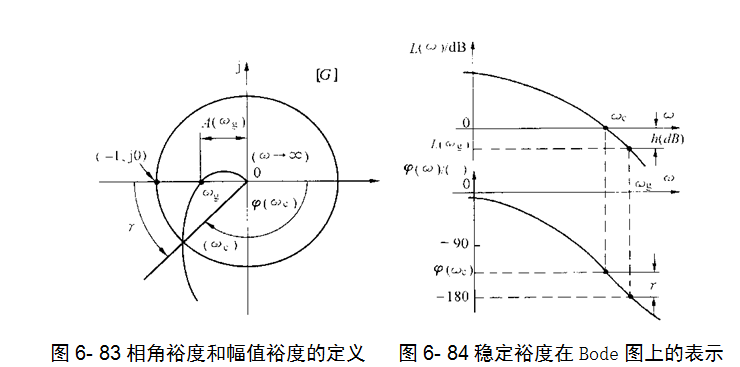 j
[G]
A(ω_g)
(-1, j0)
(ω→∞)
0
ω_g
φ(ω_c)
γ
(ω_c)
图 6- 83 相角裕度和幅值裕度的定义
L(ω)/dB
0
ω_c
ω
h(dB)
L(ω_g)
φ(ω)/( )
ω_g
ω
0
-90
φ(ω_c)
γ
-180
图 6- 84 稳定裕度在 Bode 图上的表示